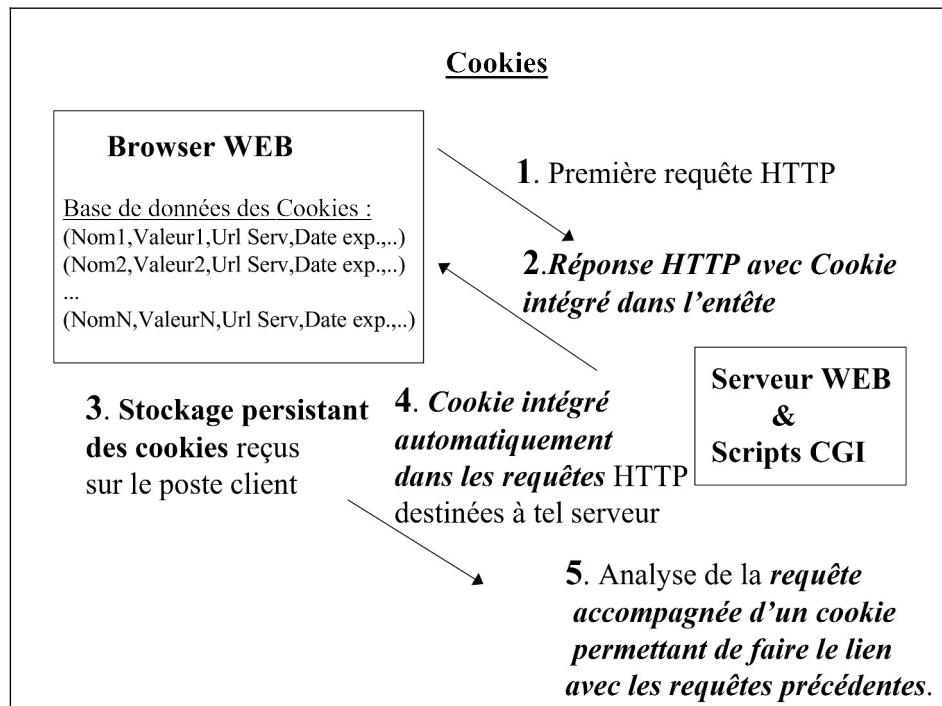 Cookies
Browser WEB
Base de données des Cookies :
(Nom1,Valeur1,Url Serv,Date exp.,..)
(Nom2,Valeur2,Url Serv,Date exp.,..)
...
(NomN,ValeurN,Url Serv,Date exp.,..)
1. Première requête HTTP
2.Réponse HTTP avec Cookie
intégré dans l’entête
3. Stockage persistant
des cookies reçus
sur le poste client
4. Cookie intégré
automatiquement
dans les requêtes HTTP
destinées à tel serveur
Serveur WEB
&
Scripts CGI
5. Analyse de la requête
accompagnée d’un cookie
permettant de faire le lien
avec les requêtes précédentes.